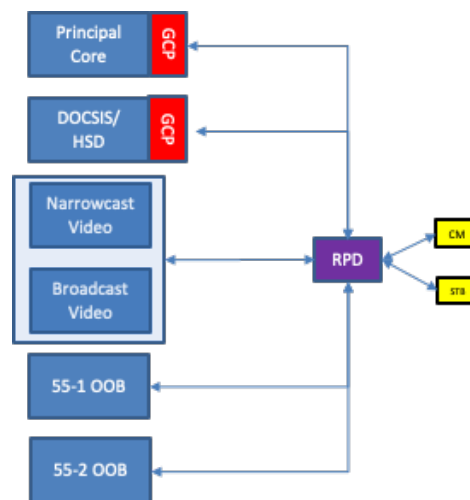 Principal
Core
GCP
DOCSIS/
HSD
GCP
Narrowcast
Video
Broadcast
Video
RPD
CM
STB
55-1 OOB
55-2 OOB